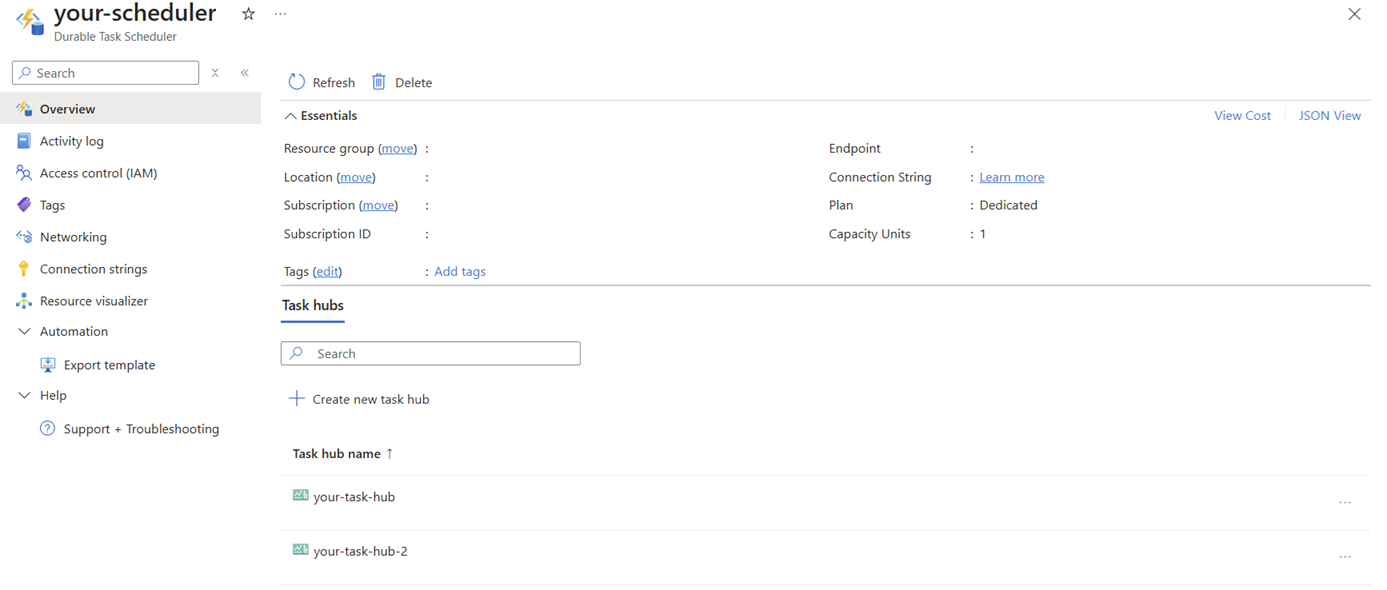 your-scheduler
Durable Task Scheduler
Search
Overview
Activity log
Access control (IAM)
Tags
Networking
Connection strings
Resource visualizer
Automation
Export template
Help
Support + Troubleshooting
Refresh Delete
Essentials View Cost JSON View
Resource group (move) :
Location (move) :
Subscription (move) :
Subscription ID :
Endpoint :
Connection String : Learn more
Plan : Dedicated
Capacity Units : 1
Tags (edit) : Add tags
Task hubs
Search
Create new task hub
Task hub name ↑
your-task-hub ...
your-task-hub-2 ...